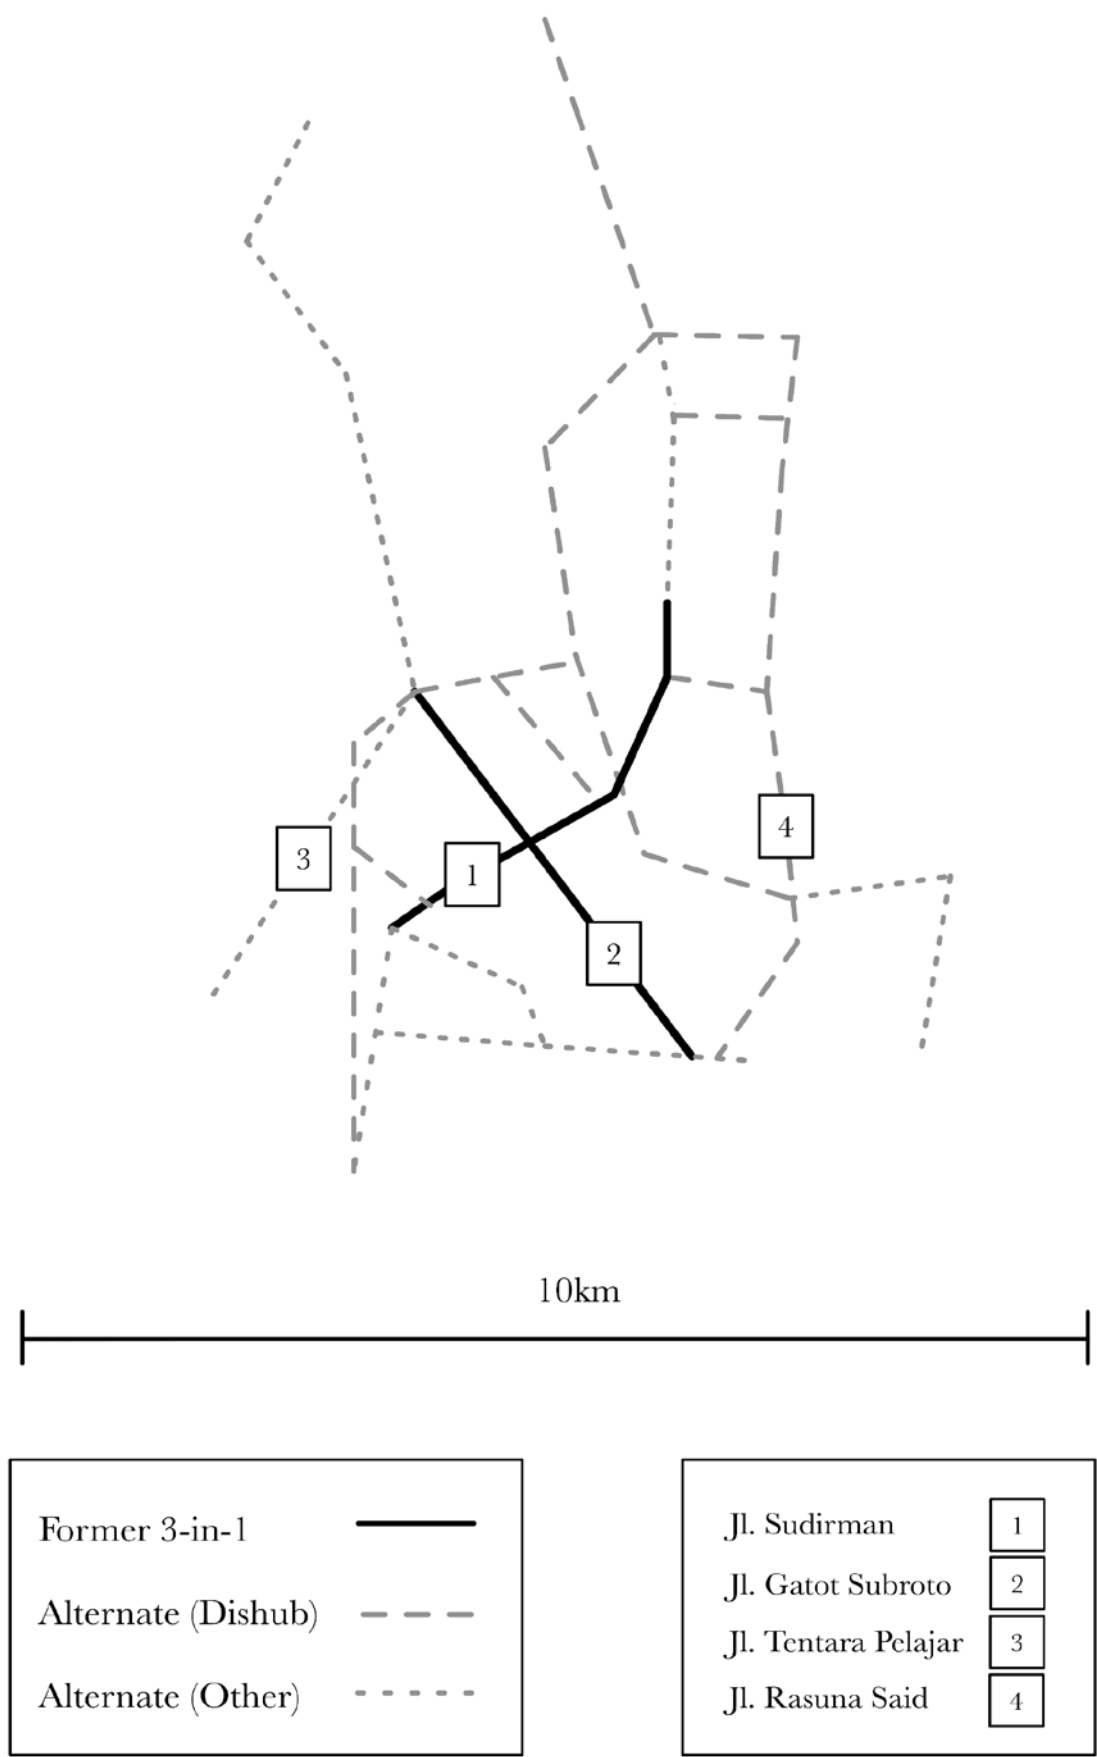 4
3
1
2
10km
Former 3-in-1
Alternate (Dishub)
Alternate (Other)
Jl. Sudirman 1
Jl. Gatot Subroto 2
Jl. Tentara Pelajar 3
Jl. Rasuna Said 4